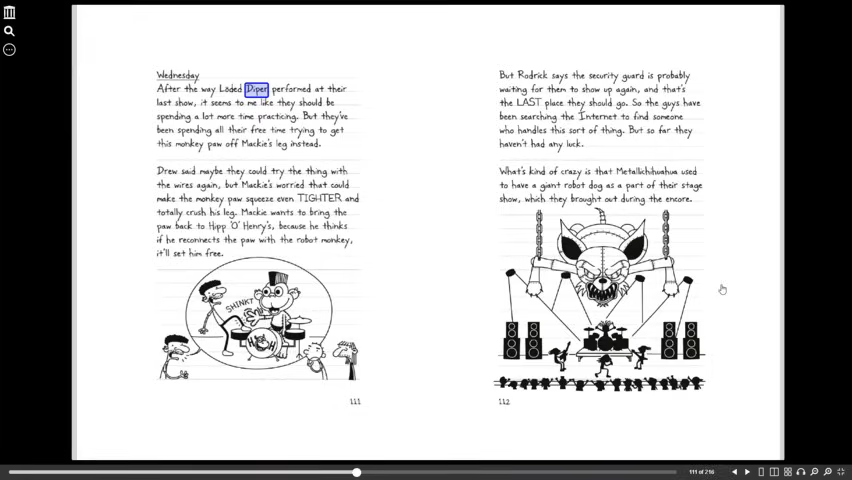 Wednesday
After the way Löded Diper performed at their
last show, it seems to me like they should be
spending a lot more time practicing. But they've
been spending all their free time trying to get
this monkey paw off Mackie's leg instead.
Drew said maybe they could try the thing with
the wires again, but Mackie's worried that could
make the monkey paw squeeze even TIGHTER and
totally crush his leg. Mackie wants to bring the
paw back to Hipp 'O' Henry's, because he thinks
if he reconnects the paw with the robot monkey,
it'll set him free.
SHINK!
H H
111
But Rodrick says the security guard is probably
waiting for them to show up again, and that's
the LAST place they should go. So the guys have
been searching the Internet to find someone
who handles this sort of thing. But so far they
haven't had any luck.
What's kind of crazy is that Metallichihuahua used
to have a giant robot dog as a part of their stage
show, which they brought out during the encore.
112
111 of 216